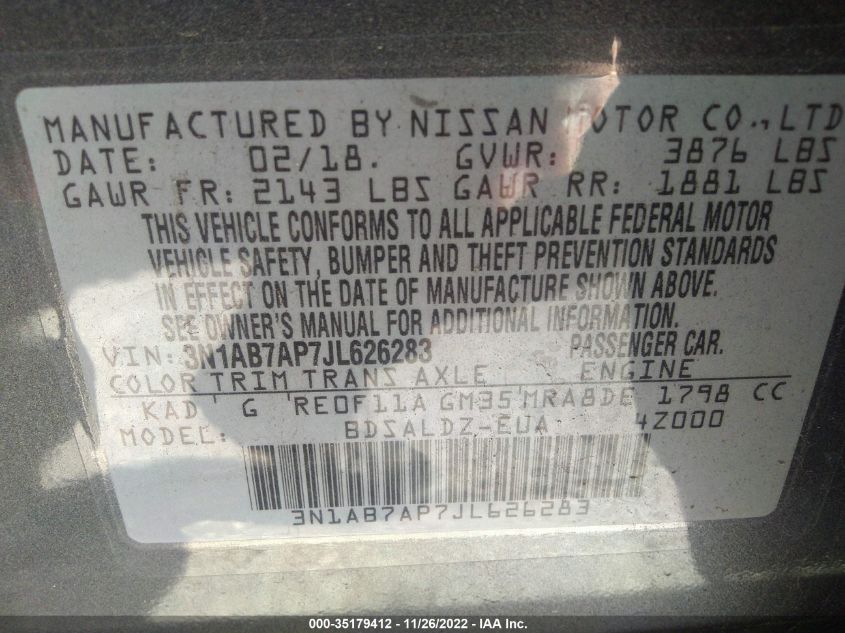 MANUFACTURED BY NISSAN MOTOR CO., LTD
DATE: 02/18. GVWR: 3876 LBS
GAWR FR: 2143 LBS GAWR RR: 1881 LBS
THIS VEHICLE CONFORMS TO ALL APPLICABLE FEDERAL MOTOR
VEHICLE SAFETY, BUMPER AND THEFT PREVENTION STANDARDS
IN EFFECT ON THE DATE OF MANUFACTURE SHOWN ABOVE.
SEE OWNER'S MANUAL FOR ADDITIONAL INFORMATION.
VIN: 3N1AB7AP7JL626283 PASSENGER CAR.
COLOR TRIM TRANS AXLE ENGINE
KAD G RE0F11A GM35 MRA8DE 1798 CC
MODEL: BDSALDZ-EUA 4Z000
3N1AB7AP7JL626283
000-35179412 - 11/26/2022 - IAA Inc.